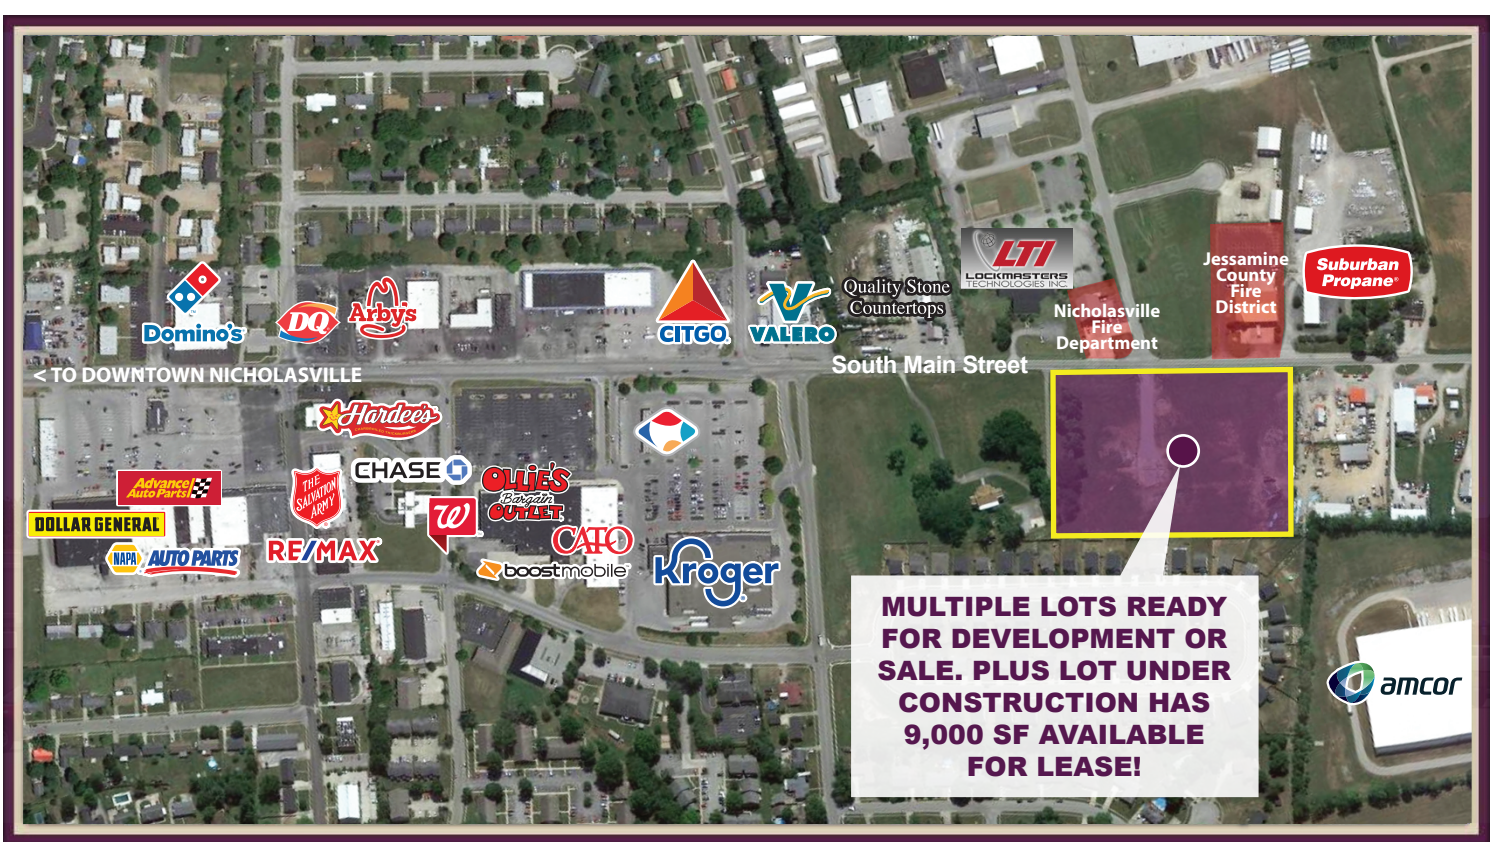 Domino's
DQ
Arby's
CITGO
VALERO
Quality Stone
Countertops
LTI
LOCKMASTERS
TECHNOLOGIES INC.
Nicholasville
Fire
Department
Jessamine
County
Fire
District
Suburban
Propane®
South Main Street
< TO DOWNTOWN NICHOLASVILLE
Hardee's
CHASE
Advance
Auto Parts
DOLLAR GENERAL
NAPA AUTO PARTS
THE
SALVATION
ARMY
RE/MAX
W
OLLIE'S
Bargain
OUTLET
CATO
boostmobile
Kroger
MULTIPLE LOTS READY
FOR DEVELOPMENT OR
SALE. PLUS LOT UNDER
CONSTRUCTION HAS
9,000 SF AVAILABLE
FOR LEASE!
amcor